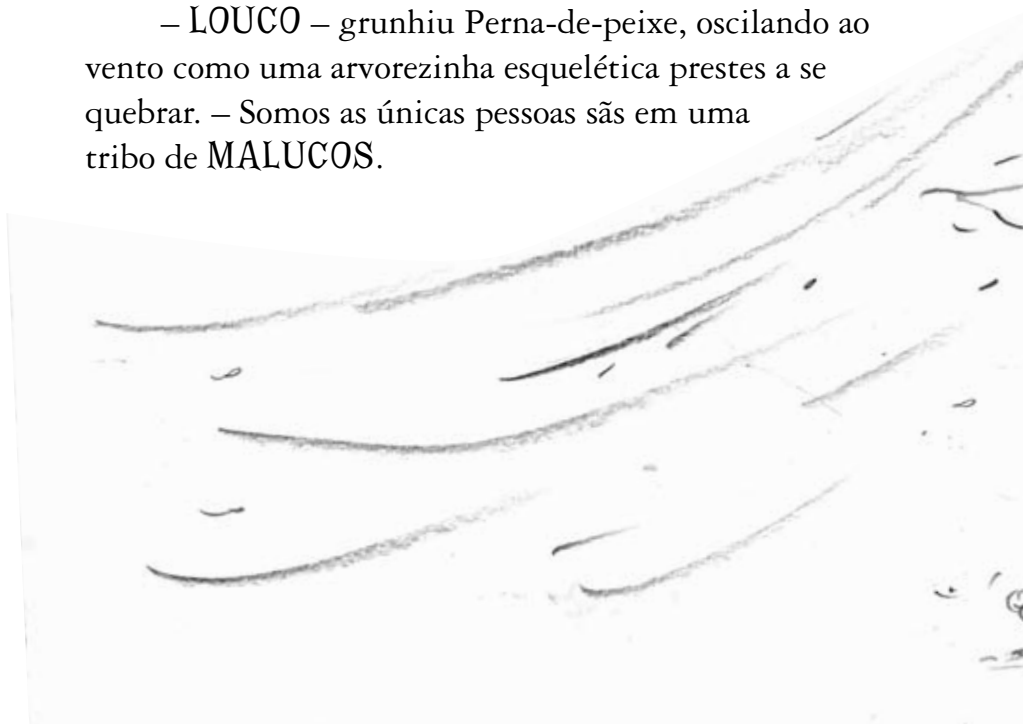 – LOUCO – grunhiu Perna-de-peixe, oscilando ao
vento como uma arvorezinha esquelética prestes a se
quebrar. – Somos as únicas pessoas sãs em uma
tribo de MALUCOS.